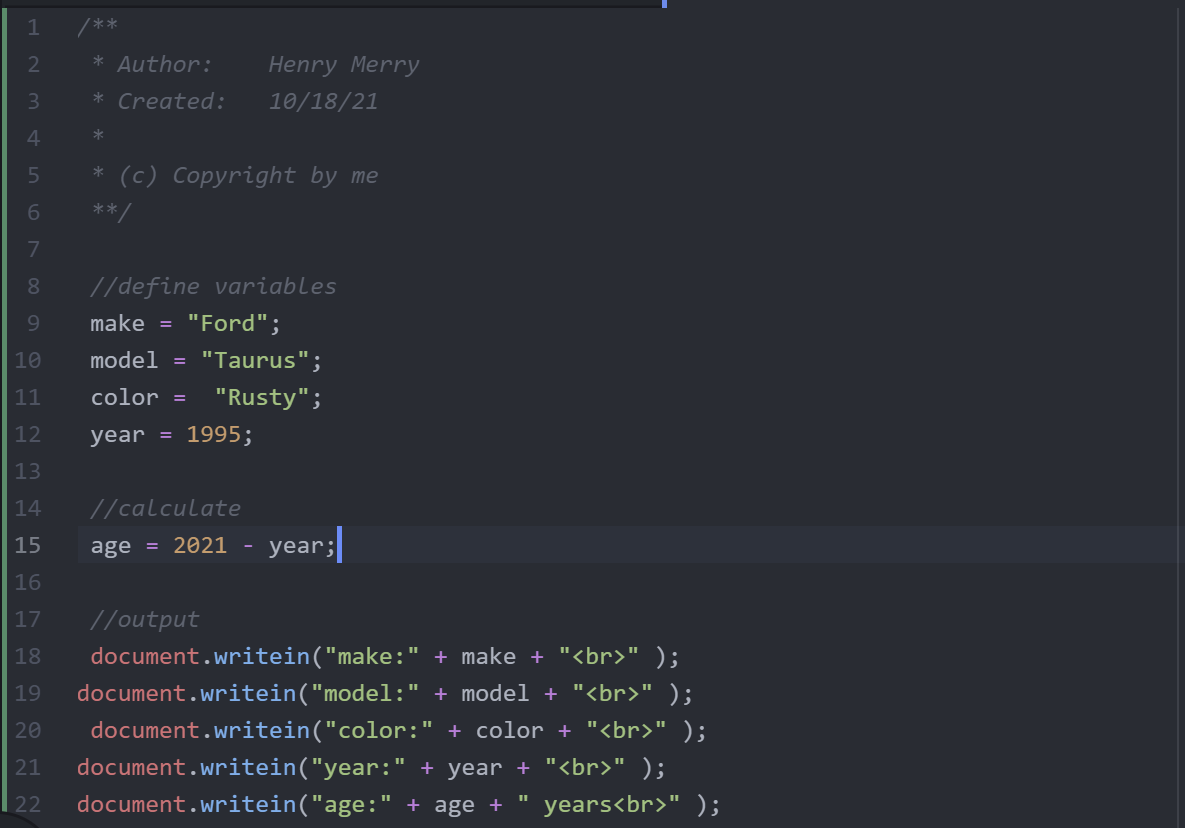 1 /**
2 * Author: Henry Merry
3 * Created: 10/18/21
4 *
5 * (c) Copyright by me
6 **/
7
8 //define variables
9 make = "Ford";
10 model = "Taurus";
11 color =  "Rusty";
12 year = 1995;
13
14 //calculate
15 age = 2021 - year;
16
17 //output
18 document.writein("make:" + make + "<br>" );
19 document.writein("model:" + model + "<br>" );
20 document.writein("color:" + color + "<br>" );
21 document.writein("year:" + year + "<br>" );
22 document.writein("age:" + age + " years<br>" );